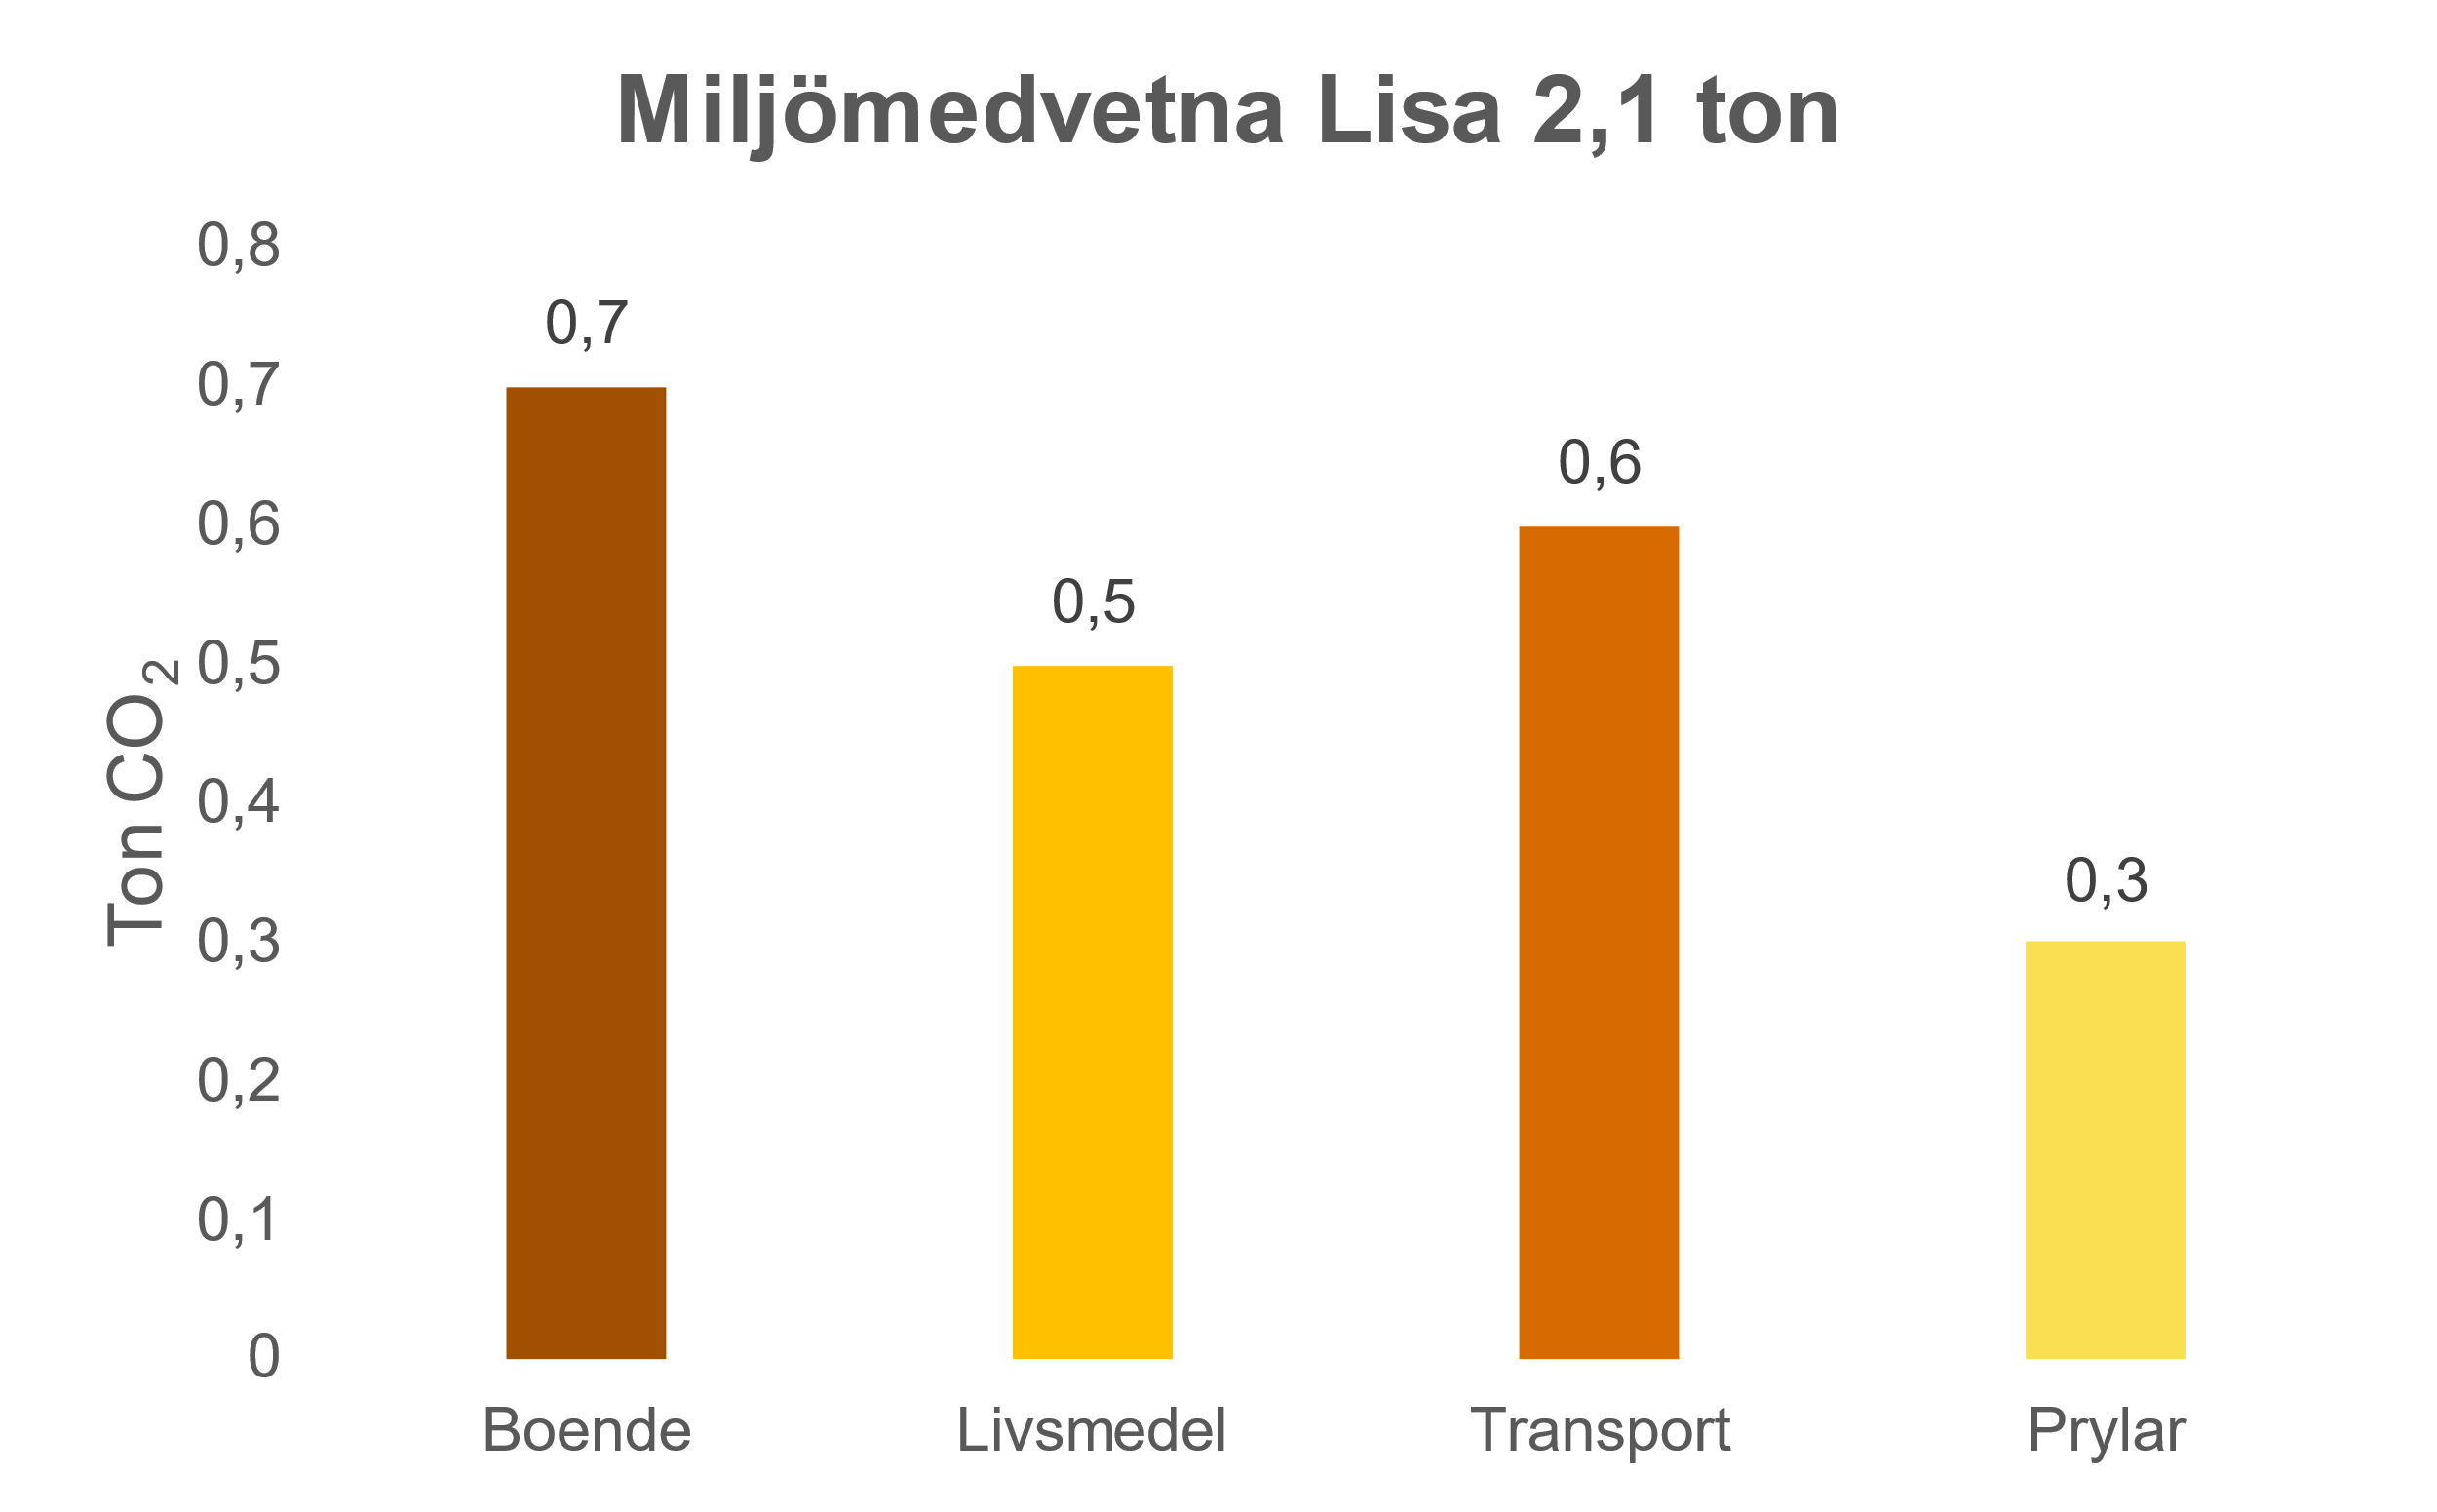 Miljömedvetna Lisa 2,1 ton
Ton CO₂
0,8
0,7
0,6
0,5
0,4
0,3
0,2
0,1
0
0,7
0,5
0,6
0,3
Boende
Livsmedel
Transport
Prylar